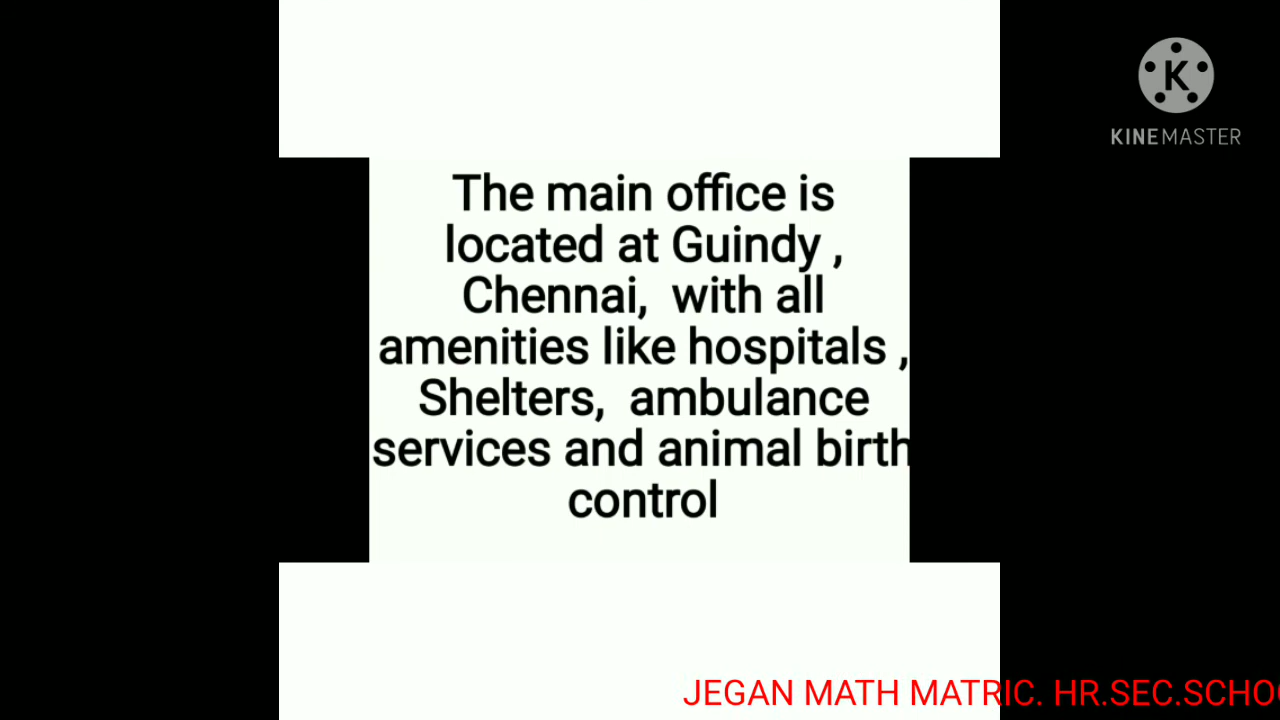 KINEMASTER
The main office is
located at Guindy ,
Chennai,  with all
amenities like hospitals ,
Shelters,  ambulance
services and animal birth
control
JEGAN MATH MATRIC. HR.SEC.SCHO